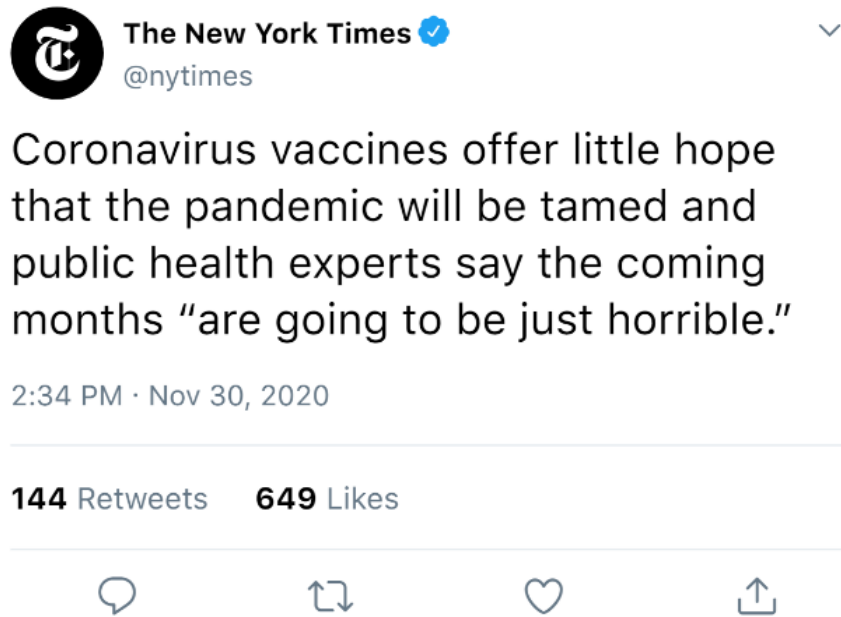 The New York Times
@nytimes
Coronavirus vaccines offer little hope
that the pandemic will be tamed and
public health experts say the coming
months “are going to be just horrible.”
2:34 PM · Nov 30, 2020
144 Retweets 649 Likes